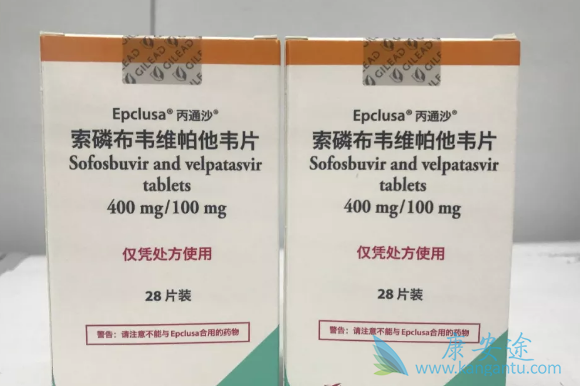 GILEAD
GILEAD
Epclusa® 丙通沙®
索磷布韦维帕他韦片
Sofosbuvir and velpatasvir
tablets
400 mg/100 mg
仅凭处方使用
28 片装
警告：请注意不能与Epclusa合用的药物
GILEAD
GILEAD
Epclusa® 丙通沙®
索磷布韦维帕他韦片
Sofosbuvir and velpatasvir
tablets
400 mg/100 mg
仅凭处方使用
28 片装
警告：请注意不能与Epclusa合用的药物
康安途
www.kangantu.com